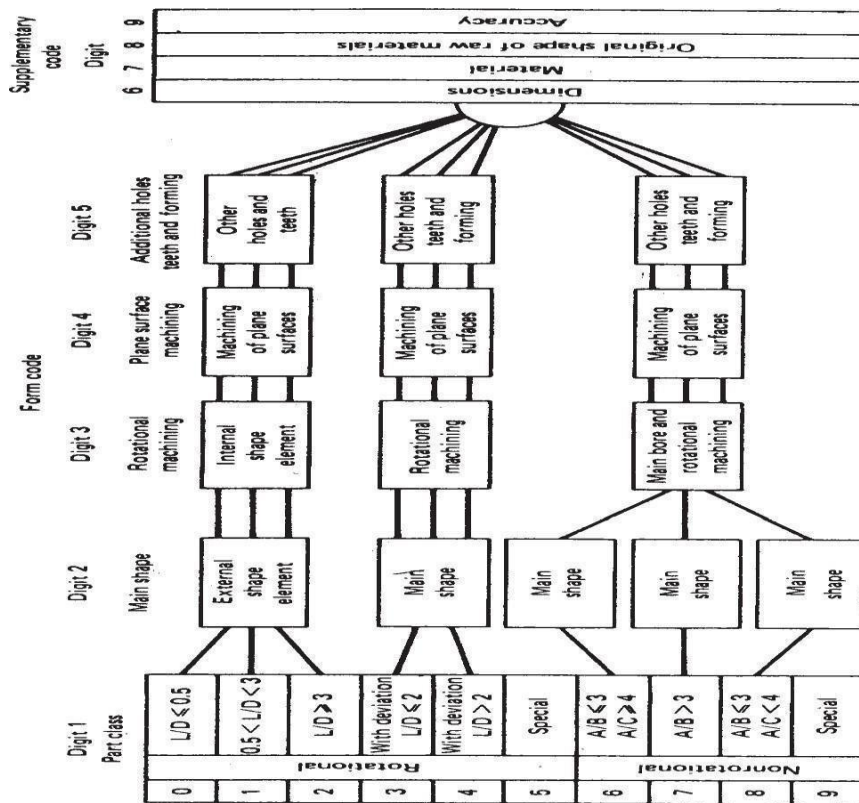 Form code
Supplementary
code
Digit 1
Digit 2
Digit 3
Digit 4
Digit 5
Digit
Part class
Main shape
Rotational
machining
Plane surface
machining
Additional holes
teeth and forming
6 7 8 9
0
1
2
3
4
5
6
7
8
9
Rotational
Nonrotational
L/D ⩽ 0.5
0.5 < L/D < 3
L/D ⩾ 3
With deviation
L/D ⩽ 2
With deviation
L/D > 2
Special
A/B ⩽ 3
A/C ⩾ 4
A/B > 3
A/B ⩽ 3
A/C < 4
Special
External
shape
element
Internal
shape
element
Machining
of plane
surfaces
Other
holes and
teeth
Main
shape
Rotational
machining
Machining
of plane
surfaces
Other holes
teeth and
forming
Main
shape
Main
shape
Main
shape
Main bore and
rotational
machining
Machining
of plane
surfaces
Other holes
teeth and
forming
Dimensions
Material
Original shape of raw materials
Accuracy